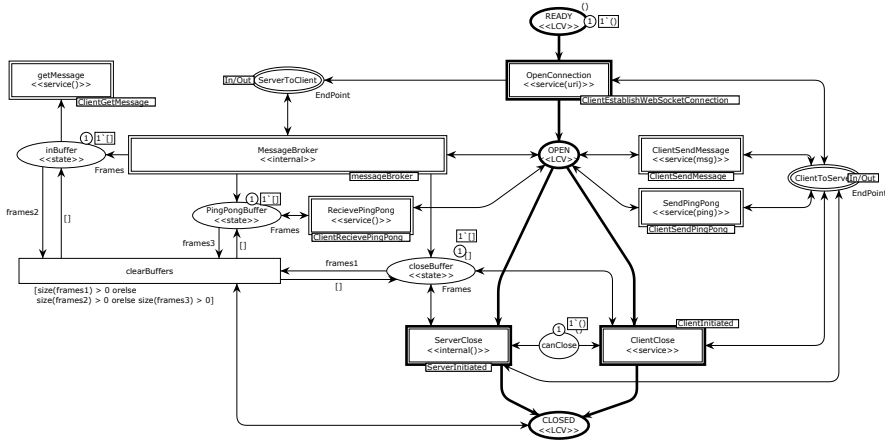 ()
READY
<<LCV>>
1
1`()
getMessage
<<service()>>
ClientGetMessage
In/Out
ServerToClient
EndPoint
OpenConnection
<<service(uri)>>
ClientEstablishWebSocketConnection
1
1`[]
inBuffer
<<state>>
Frames
MessageBroker
<<internal>>
messageBroker
OPEN
<<LCV>>
ClientSendMessage
<<service(msg)>>
ClientSendMessage
ClientToServe
In/Out
EndPoint
1
1`[]
PingPongBuffer
<<state>>
Frames
RecievePingPong
<<service()>>
ClientRecievePingPong
SendPingPong
<<service(ping)>>
ClientSendPingPong
frames2
[]
frames3
[]
1`[]
1
[]
closeBuffer
<<state>>
Frames
clearBuffers
frames1
[]
[size(frames1) > 0 orelse
size(frames2) > 0 orelse size(frames3) > 0]
ServerClose
<<internal()>>
ServerInitiated
1
1`()
()
canClose
ClientInitiated
ClientClose
<<service>>
CLOSED
<<LCV>>